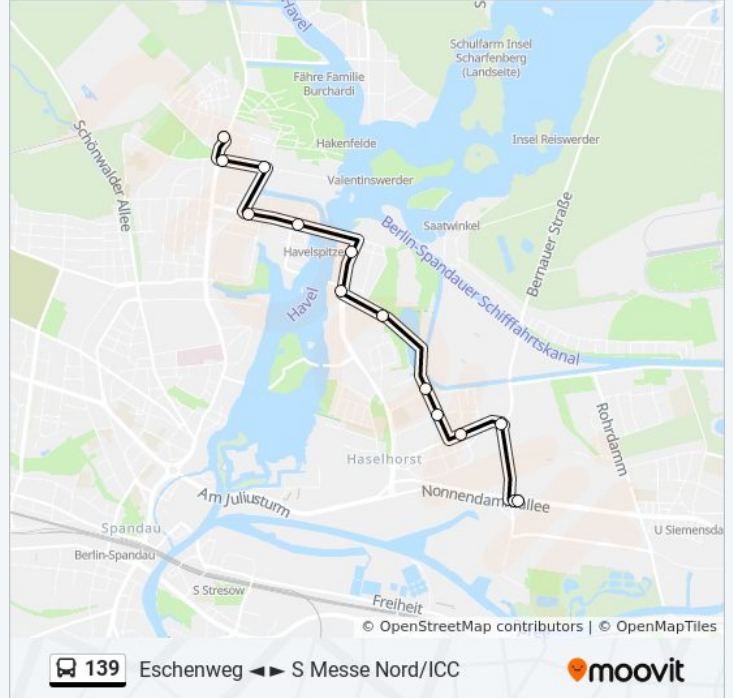 Havel
S
Schulfarm Insel
Scharfenberg
(Landseite)
Fähre Familie
Burchardi
Schönwalder Allee
Hakenfelde
Insel Reiswerder
Valentinswerder
Saatwinkel
Berlin-Spandauer Schifffahrtskanal
Bernauer Straße
Havelspitze
Havel
Rohrdamm
Haselhorst
Am Juliusturm
Nonnendammallee
Spandau
U Siemensda
Berlin-Spandau
S Stresow
Freiheit
© OpenStreetMap contributors | © OpenMapTiles
139 Eschenweg ◄► S Messe Nord/ICC
moovit